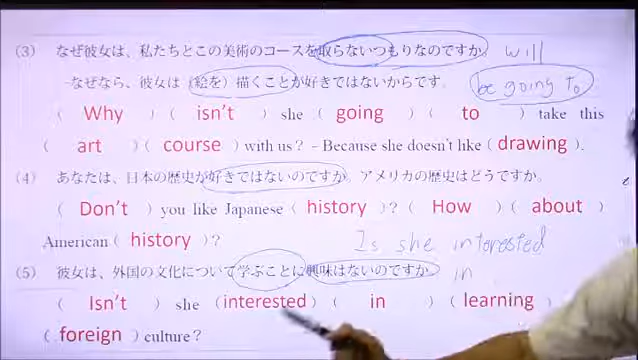 (3) なぜ彼女は、私たちとこの美術のコースを取らないつもりなのですか。 will
-なぜなら、彼女は(絵を)描くことが好きではないからです。 be going to
( Why ) ( isn't ) she ( going ) ( to ) take this
( art ) ( course ) with us? – Because she doesn't like ( drawing ).
(4) あなたは、日本の歴史が好きではないのですか。アメリカの歴史はどうですか。
( Don't ) you like Japanese ( history )? ( How ) ( about )
American ( history )? Is she interested
(5) 彼女は、外国の文化について学ぶことに興味はないのですか。 in
( Isn't ) she ( interested ) ( in ) ( learning
( foreign ) culture?